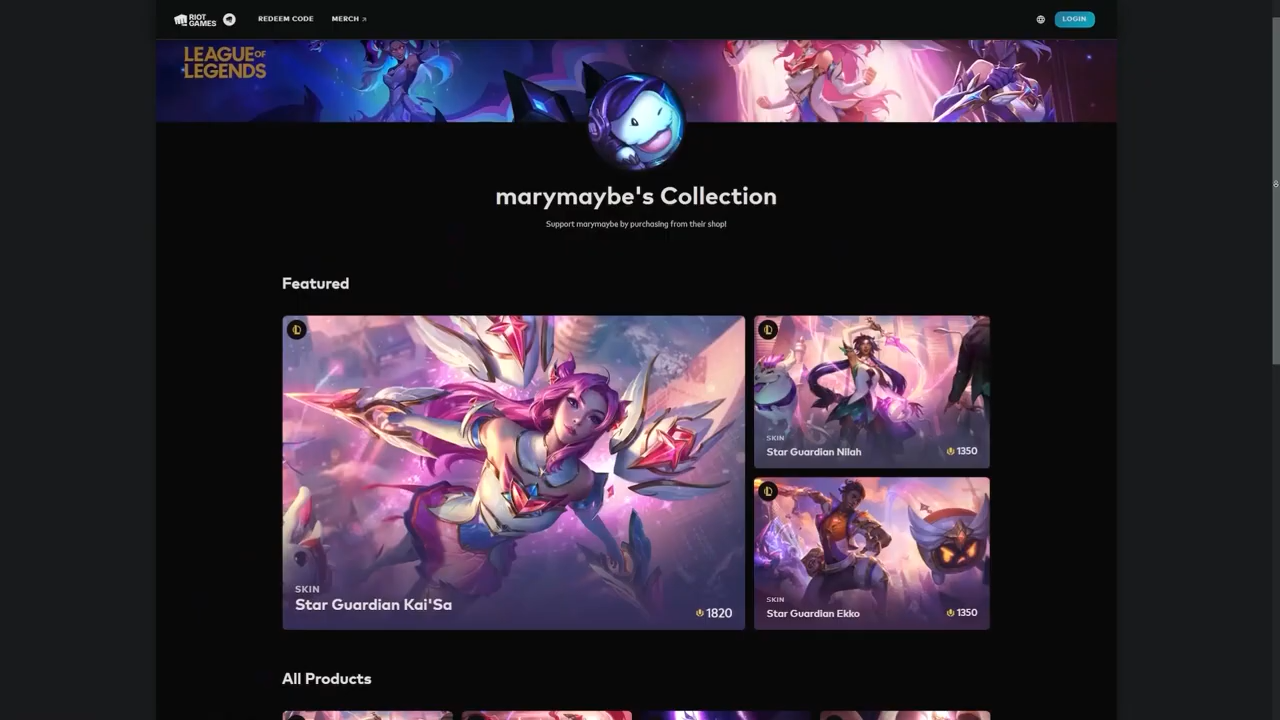 RIOT GAMES
REDEEM CODE
MERCH ↗
LOGIN
LEAGUE OF
LEGENDS
marymaybe's Collection
Support marymaybe by purchasing from their shop!
Featured
SKIN
Star Guardian Kai'Sa
1820
SKIN
Star Guardian Nilah
1350
SKIN
Star Guardian Ekko
1350
All Products